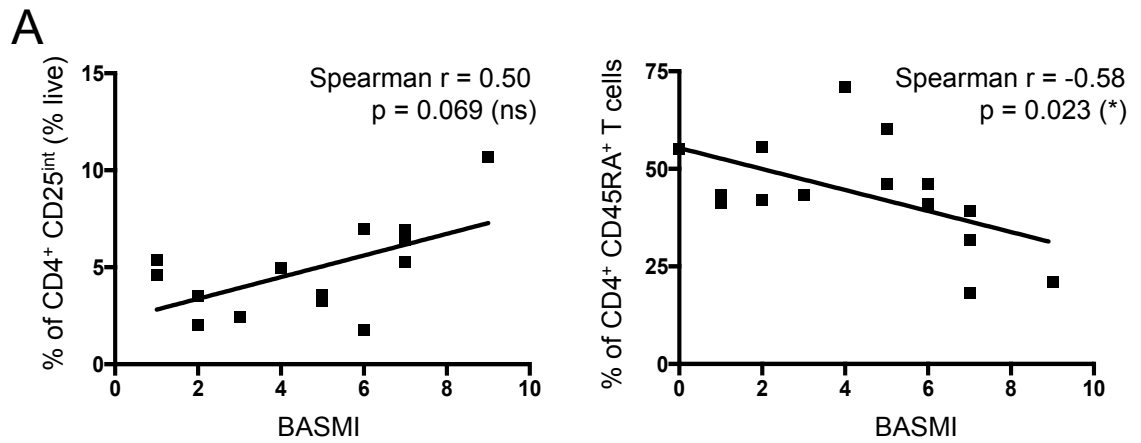 A
Spearman r = 0.50
p = 0.069 (ns)
% of CD4⁺ CD25ⁱⁿᵗ (% live)
15
10
5
0
0 2 4 6 8 10
BASMI
Spearman r = -0.58
p = 0.023 (*)
% of CD4⁺ CD45RA⁺ T cells
75
50
25
0
0 2 4 6 8 10
BASMI